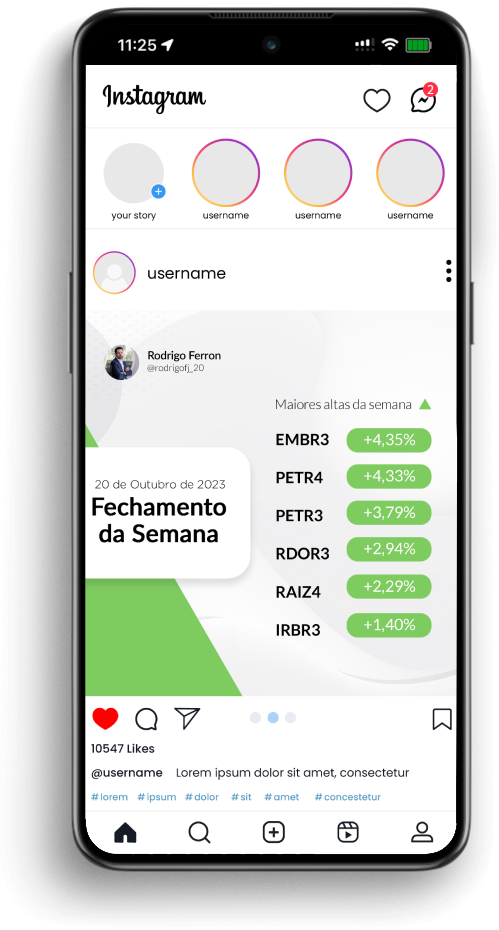 11:25
Instagram
2
your story
username
username
username
username
Rodrigo Ferron
@rodrigofj_20
Maiores altas da semana
EMBR3 +4,35%
PETR4 +4,33%
PETR3 +3,79%
RDOR3 +2,94%
RAIZ4 +2,29%
IRBR3 +1,40%
20 de Outubro de 2023
Fechamento
da Semana
10547 Likes
@username Lorem ipsum dolor sit amet, consectetur
#lorem #ipsum #dolor #sit #amet #concestetur